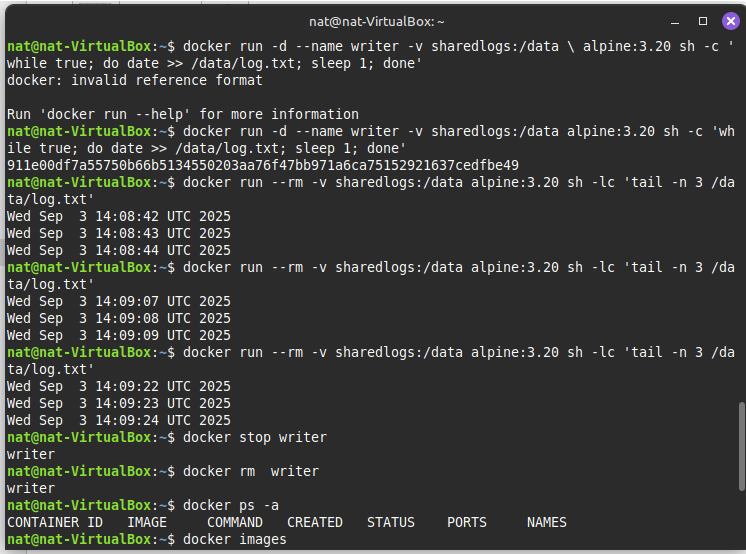 nat@nat-VirtualBox: ~
nat@nat-VirtualBox:~$ docker run -d --name writer -v sharedlogs:/data \ alpine:3.20 sh -c '
while true; do date >> /data/log.txt; sleep 1; done'
docker: invalid reference format

Run 'docker run --help' for more information
nat@nat-VirtualBox:~$ docker run -d --name writer -v sharedlogs:/data alpine:3.20 sh -c 'wh
ile true; do date >> /data/log.txt; sleep 1; done'
911e00df7a55750b66b5134550203aa76f47bb971a6ca75152921637cedfbe49
nat@nat-VirtualBox:~$ docker run --rm -v sharedlogs:/data alpine:3.20 sh -lc 'tail -n 3 /da
ta/log.txt'
Wed Sep  3 14:08:42 UTC 2025
Wed Sep  3 14:08:43 UTC 2025
Wed Sep  3 14:08:44 UTC 2025
nat@nat-VirtualBox:~$ docker run --rm -v sharedlogs:/data alpine:3.20 sh -lc 'tail -n 3 /da
ta/log.txt'
Wed Sep  3 14:09:07 UTC 2025
Wed Sep  3 14:09:08 UTC 2025
Wed Sep  3 14:09:09 UTC 2025
nat@nat-VirtualBox:~$ docker run --rm -v sharedlogs:/data alpine:3.20 sh -lc 'tail -n 3 /da
ta/log.txt'
Wed Sep  3 14:09:22 UTC 2025
Wed Sep  3 14:09:23 UTC 2025
Wed Sep  3 14:09:24 UTC 2025
nat@nat-VirtualBox:~$ docker stop writer
writer
nat@nat-VirtualBox:~$ docker rm  writer
writer
nat@nat-VirtualBox:~$ docker ps -a
CONTAINER ID   IMAGE     COMMAND   CREATED   STATUS    PORTS     NAMES
nat@nat-VirtualBox:~$ docker images